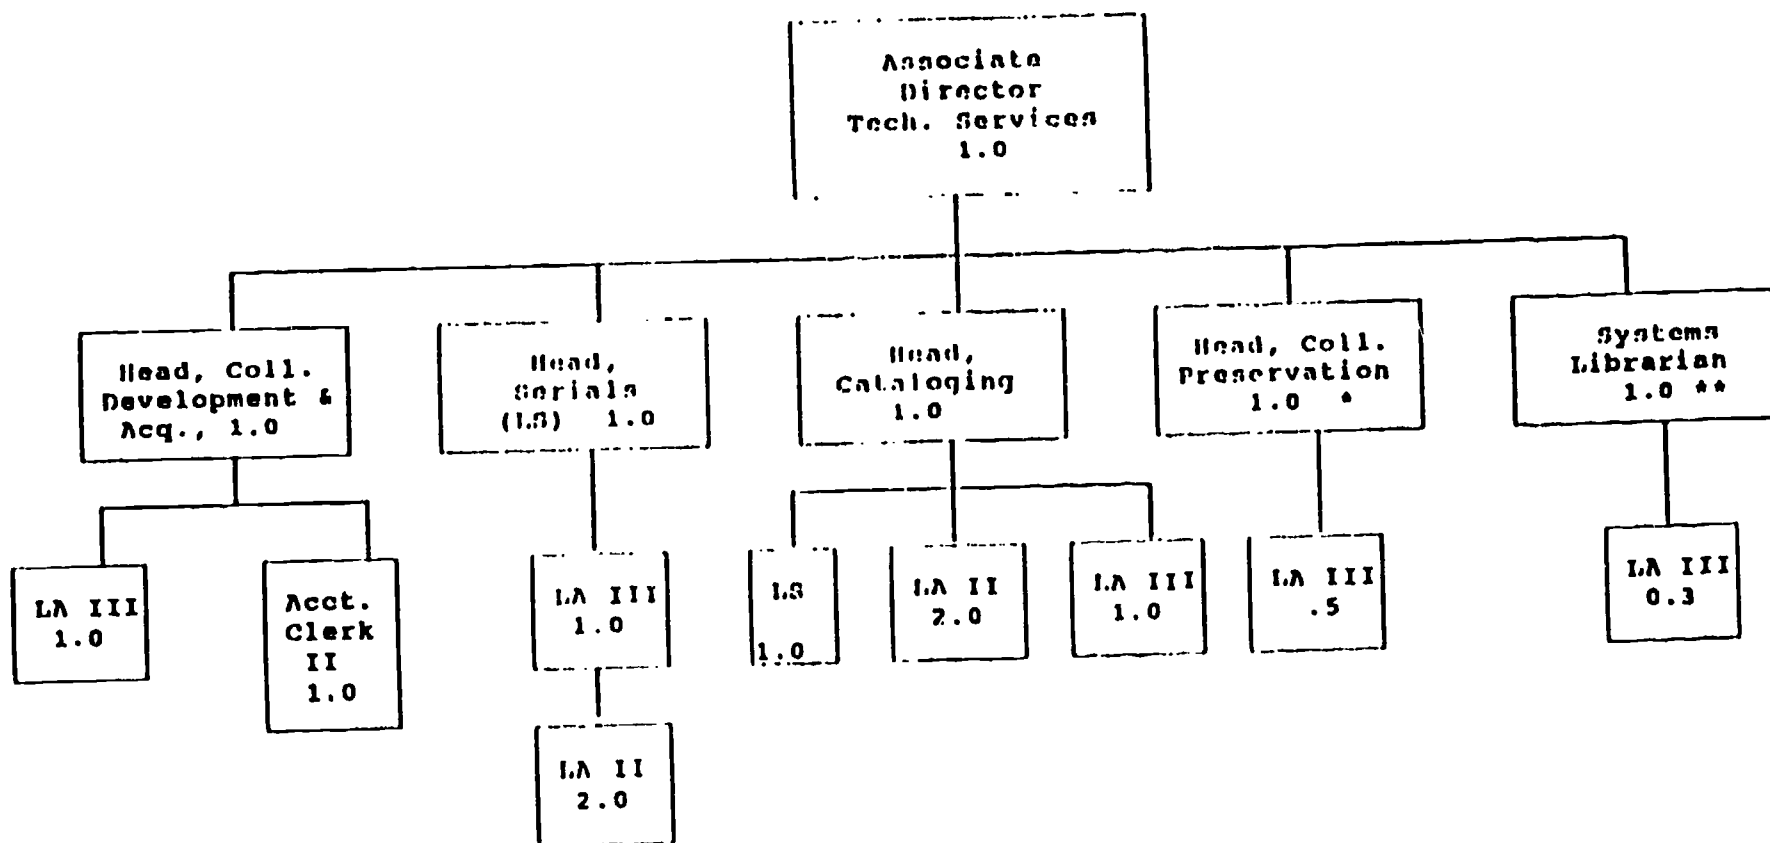 Associate
Director
Tech. Services
1.0
Head, Coll.
Development &
Acq., 1.0
Head,
Serials
(LS) 1.0
Head,
Cataloging
1.0
Head, Coll.
Preservation
1.0 *
Systems
Librarian
1.0 **
LA III
1.0
Acct.
Clerk
II
1.0
LA III
1.0
LA II
2.0
LS
1.0
LA II
2.0
LA III
1.0
LA III
.5
LA III
0.3